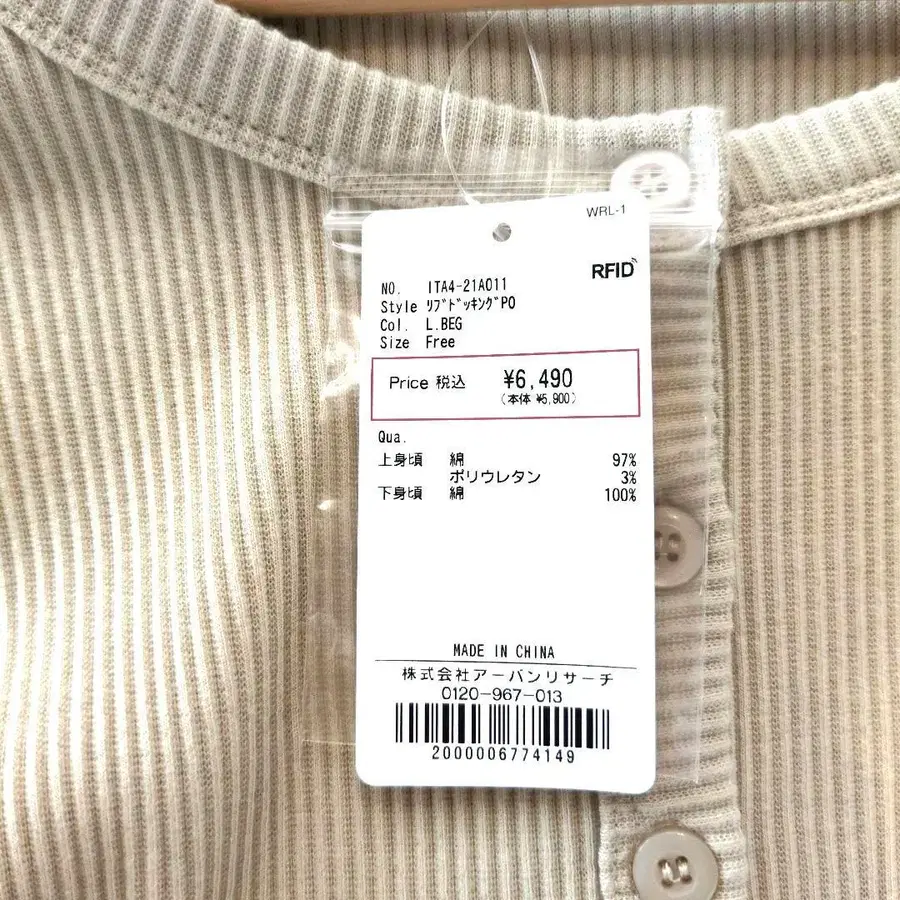 WRL-1
RFID
NO. ITA4-21A011
Style ﾘﾌﾞﾄﾞｯｷﾝｸﾞPO
Col. L.BEG
Size Free
Price 税込 ¥6,490
(本体 ¥5,900)
Qua.
上身頃 綿 97%
ポリウレタン 3%
下身頃 綿 100%
MADE IN CHINA
株式会社アーバンリサーチ
0120-967-013
2000006774149